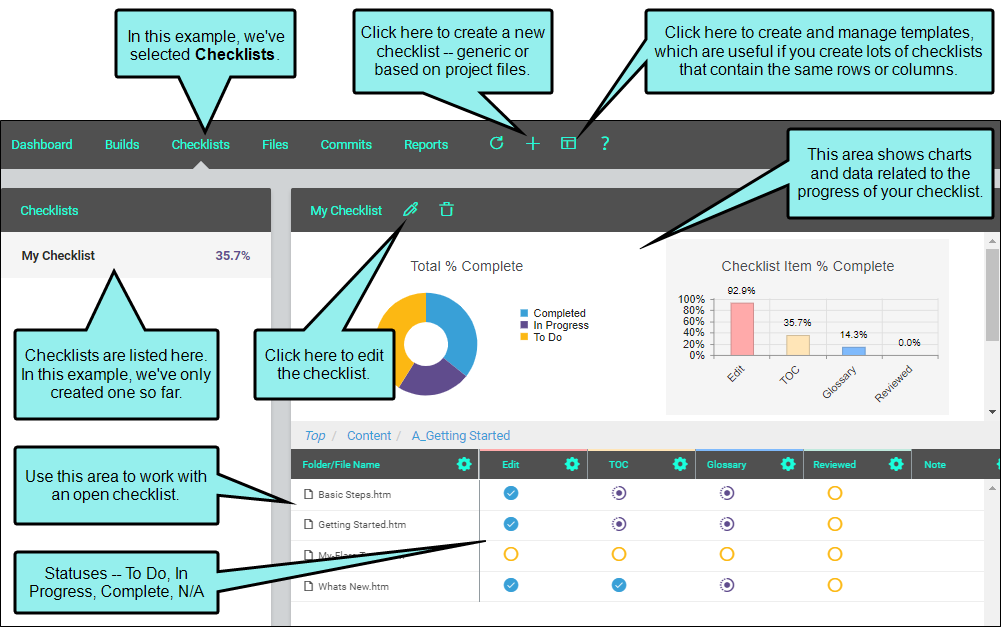 In this example, we've
selected Checklists.
Click here to create a new
checklist -- generic or
based on project files.
Click here to create and manage templates,
which are useful if you create lots of checklists
that contain the same rows or columns.
Dashboard Builds Checklists Files Commits Reports ?
This area shows charts
and data related to the
progress of your checklist.
Checklists
My Checklist
My Checklist 35.7%
Total % Complete
Completed
In Progress
To Do
Checklist Item % Complete
100%
80%
60%
40%
20%
0%
92.9%
35.7%
14.3%
0.0%
Edit
TOC
Glossary
Reviewed
Checklists are listed here.
In this example, we've only
created one so far.
Click here to edit
the checklist.
Top / Content / A_Getting Started
Folder/File Name Edit TOC Glossary Reviewed Note
Use this area to work with
an open checklist.
Basic Steps.htm
Getting Started.htm
Whats New.htm
Statuses -- To Do, In
Progress, Complete, N/A